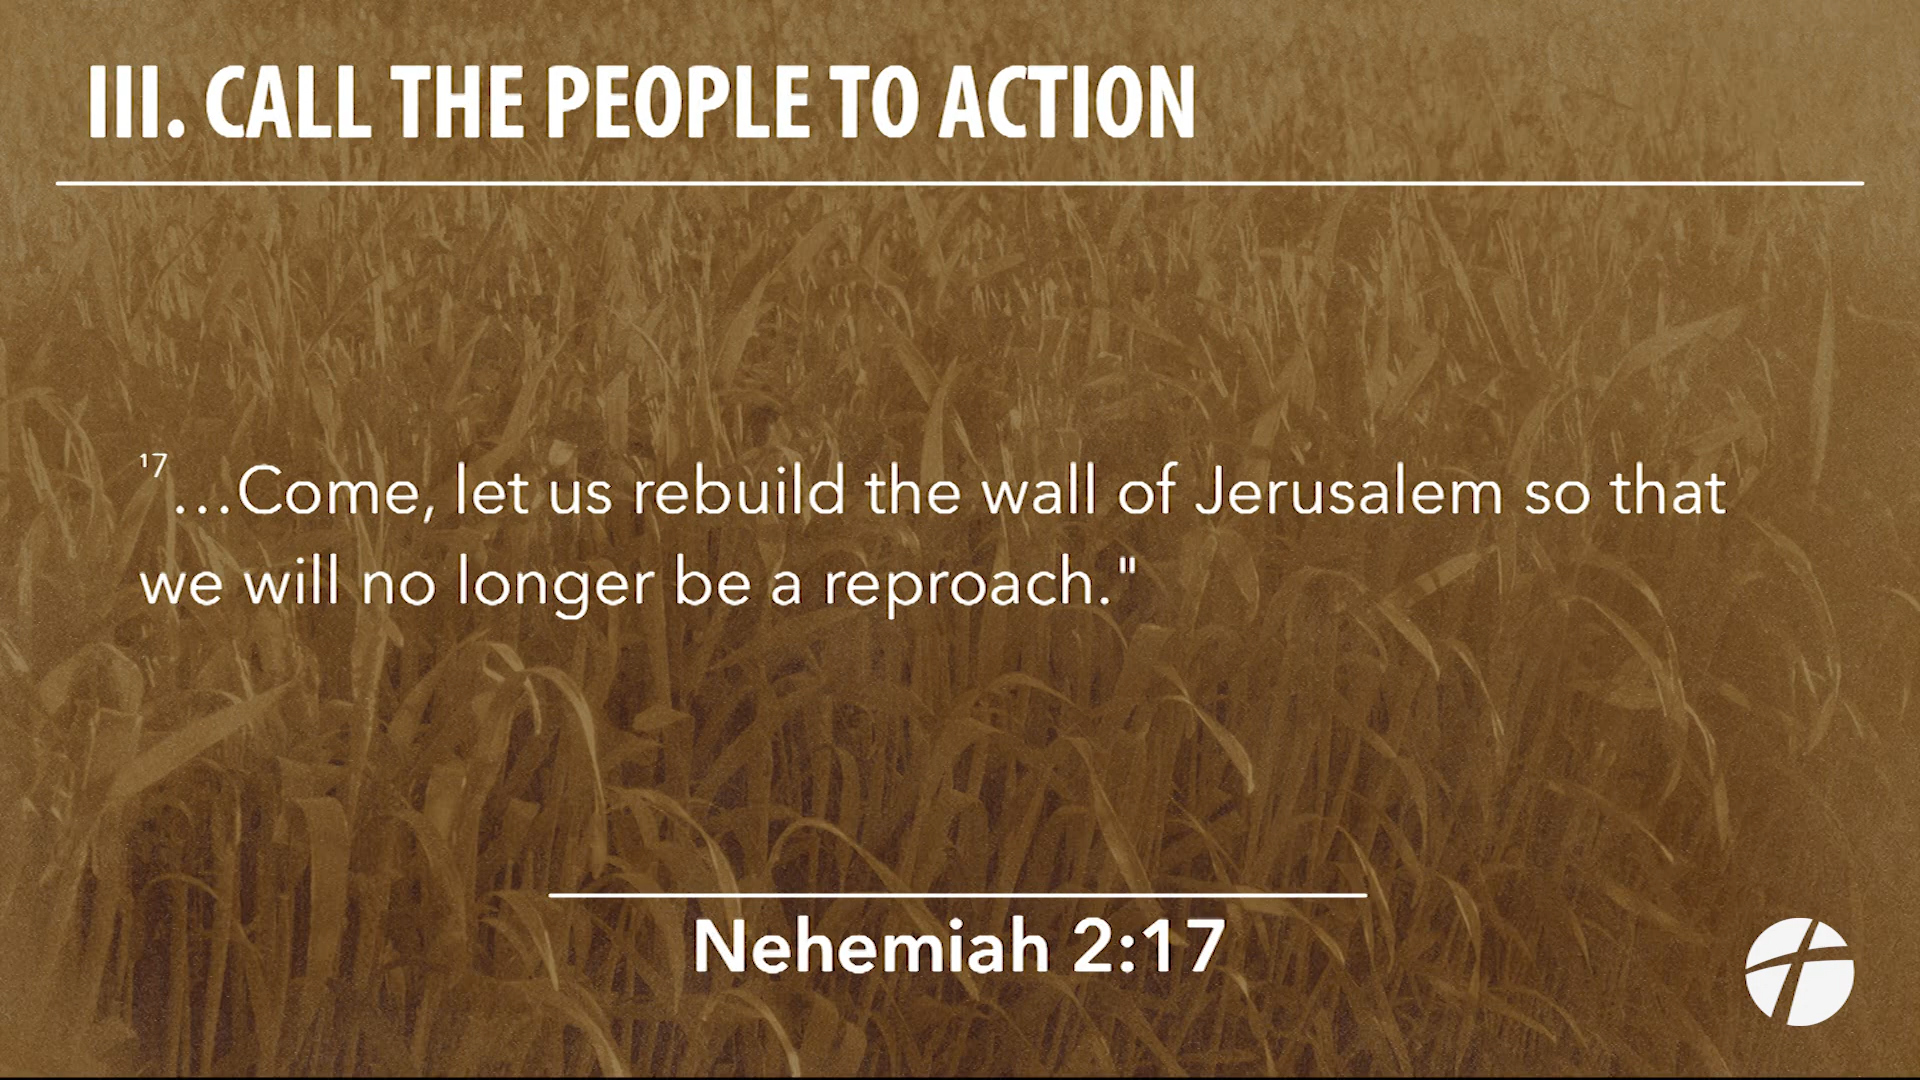 III. CALL THE PEOPLE TO ACTION
¹⁷…Come, let us rebuild the wall of Jerusalem so that
we will no longer be a reproach."
Nehemiah 2:17